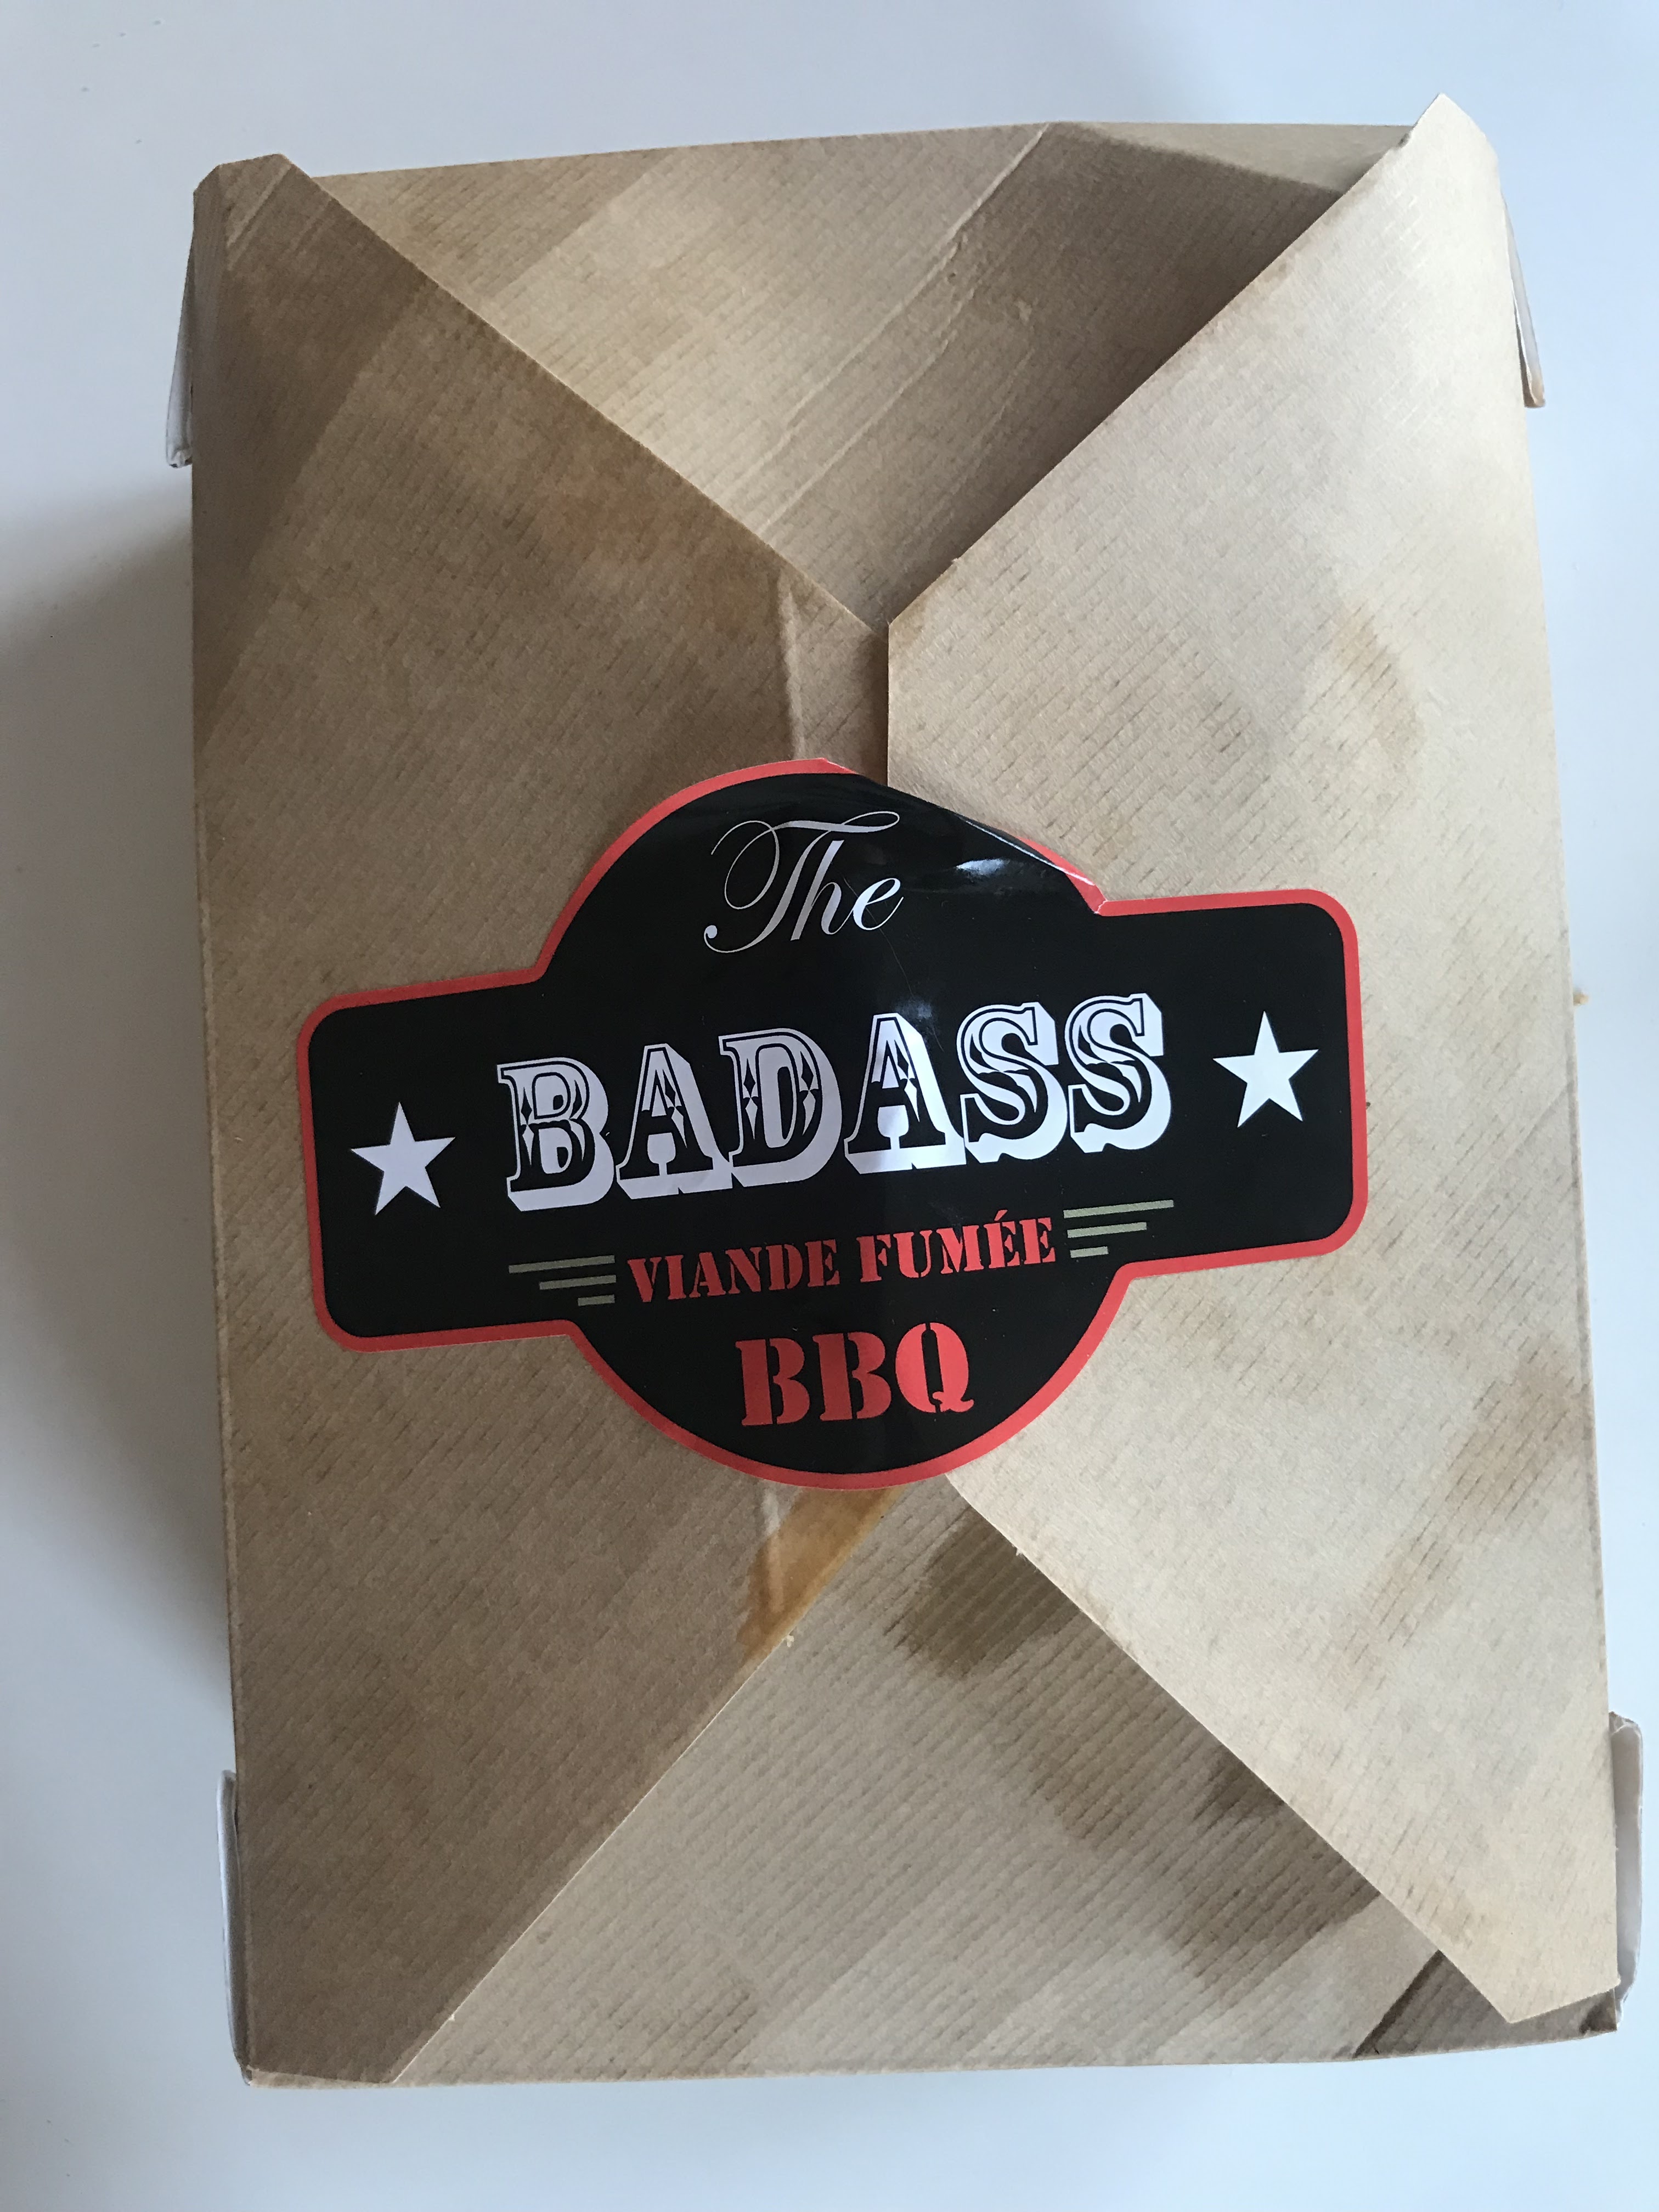 The
BADASS
VIANDE FUMÉE
BBQ